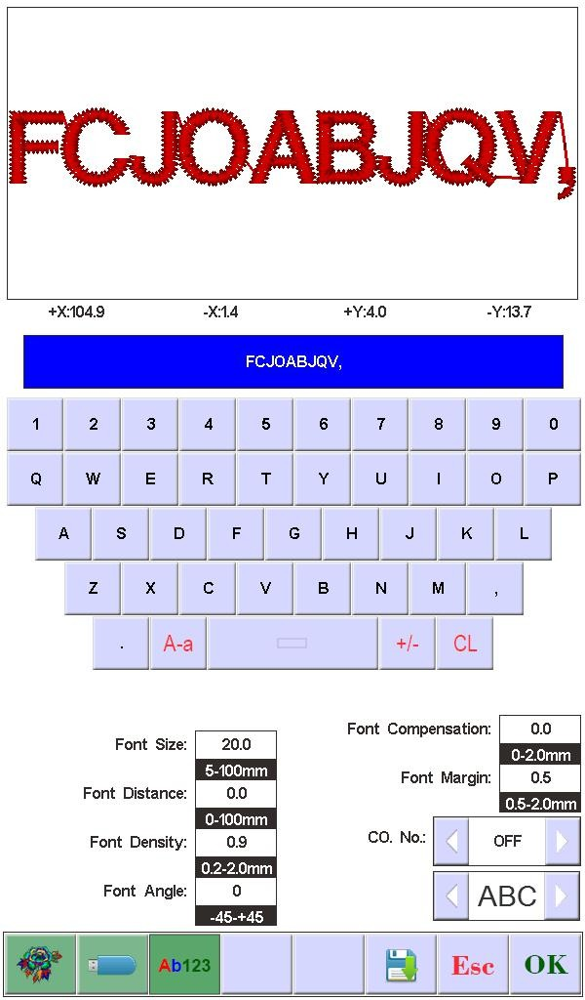 FCJOABJQV,
+X:104.9 -X:1.4 +Y:4.0 -Y:13.7
FCJOABJQV,
1 2 3 4 5 6 7 8 9 0
Q W E R T Y U I O P
A S D F G H J K L
Z X C V B N M ,
. A-a +/- CL
Font Size: 20.0
5-100mm
Font Distance: 0.0
0-100mm
Font Density: 0.9
0.2-2.0mm
Font Angle: 0
-45-+45
Font Compensation: 0.0
0-2.0mm
Font Margin: 0.5
0.5-2.0mm
CO. No.: OFF
ABC
Ab123 Esc OK